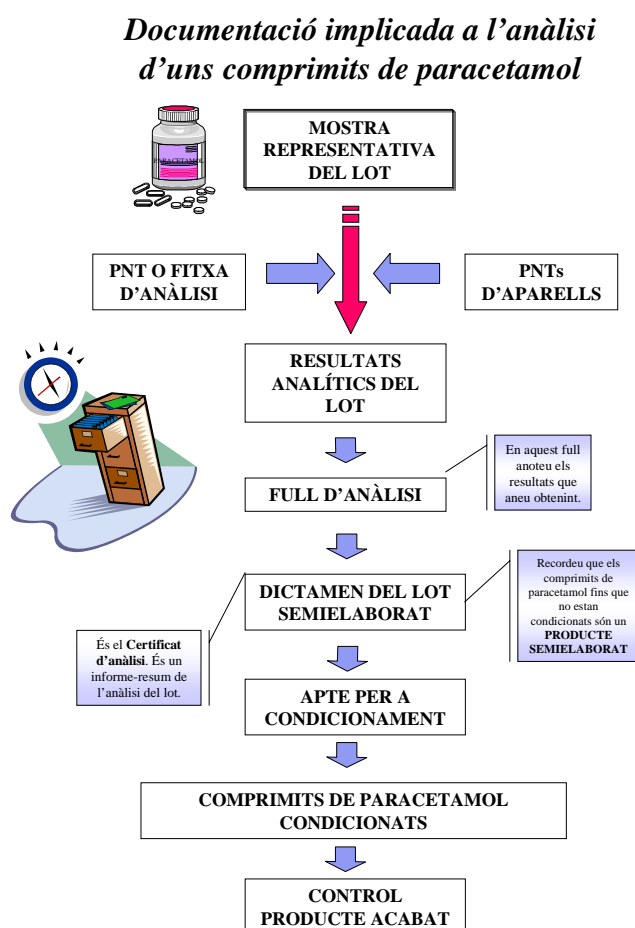 Documentació implicada a l'anàlisi
d'uns comprimits de paracetamol
MOSTRA
REPRESENTATIVA
DEL LOT
PARACETAMOL
PNT O FITXA
D'ANÀLISI
PNTs
D'APARELLS
RESULTATS
ANALÍTICS DEL
LOT
En aquest full
anoteu els
resultats que
aneu obtenint.
FULL D'ANÀLISI
Recordeu que els
comprimits de
paracetamol fins que
no estan
condicionats són un
PRODUCTE
SEMIELABORAT
DICTAMEN DEL LOT
SEMIELABORAT
És el Certificat
d'anàlisi. És un
informe-resum de
l'anàlisi del lot.
APTE PER A
CONDICIONAMENT
COMPRIMITS DE PARACETAMOL
CONDICIONATS
CONTROL
PRODUCTE ACABAT